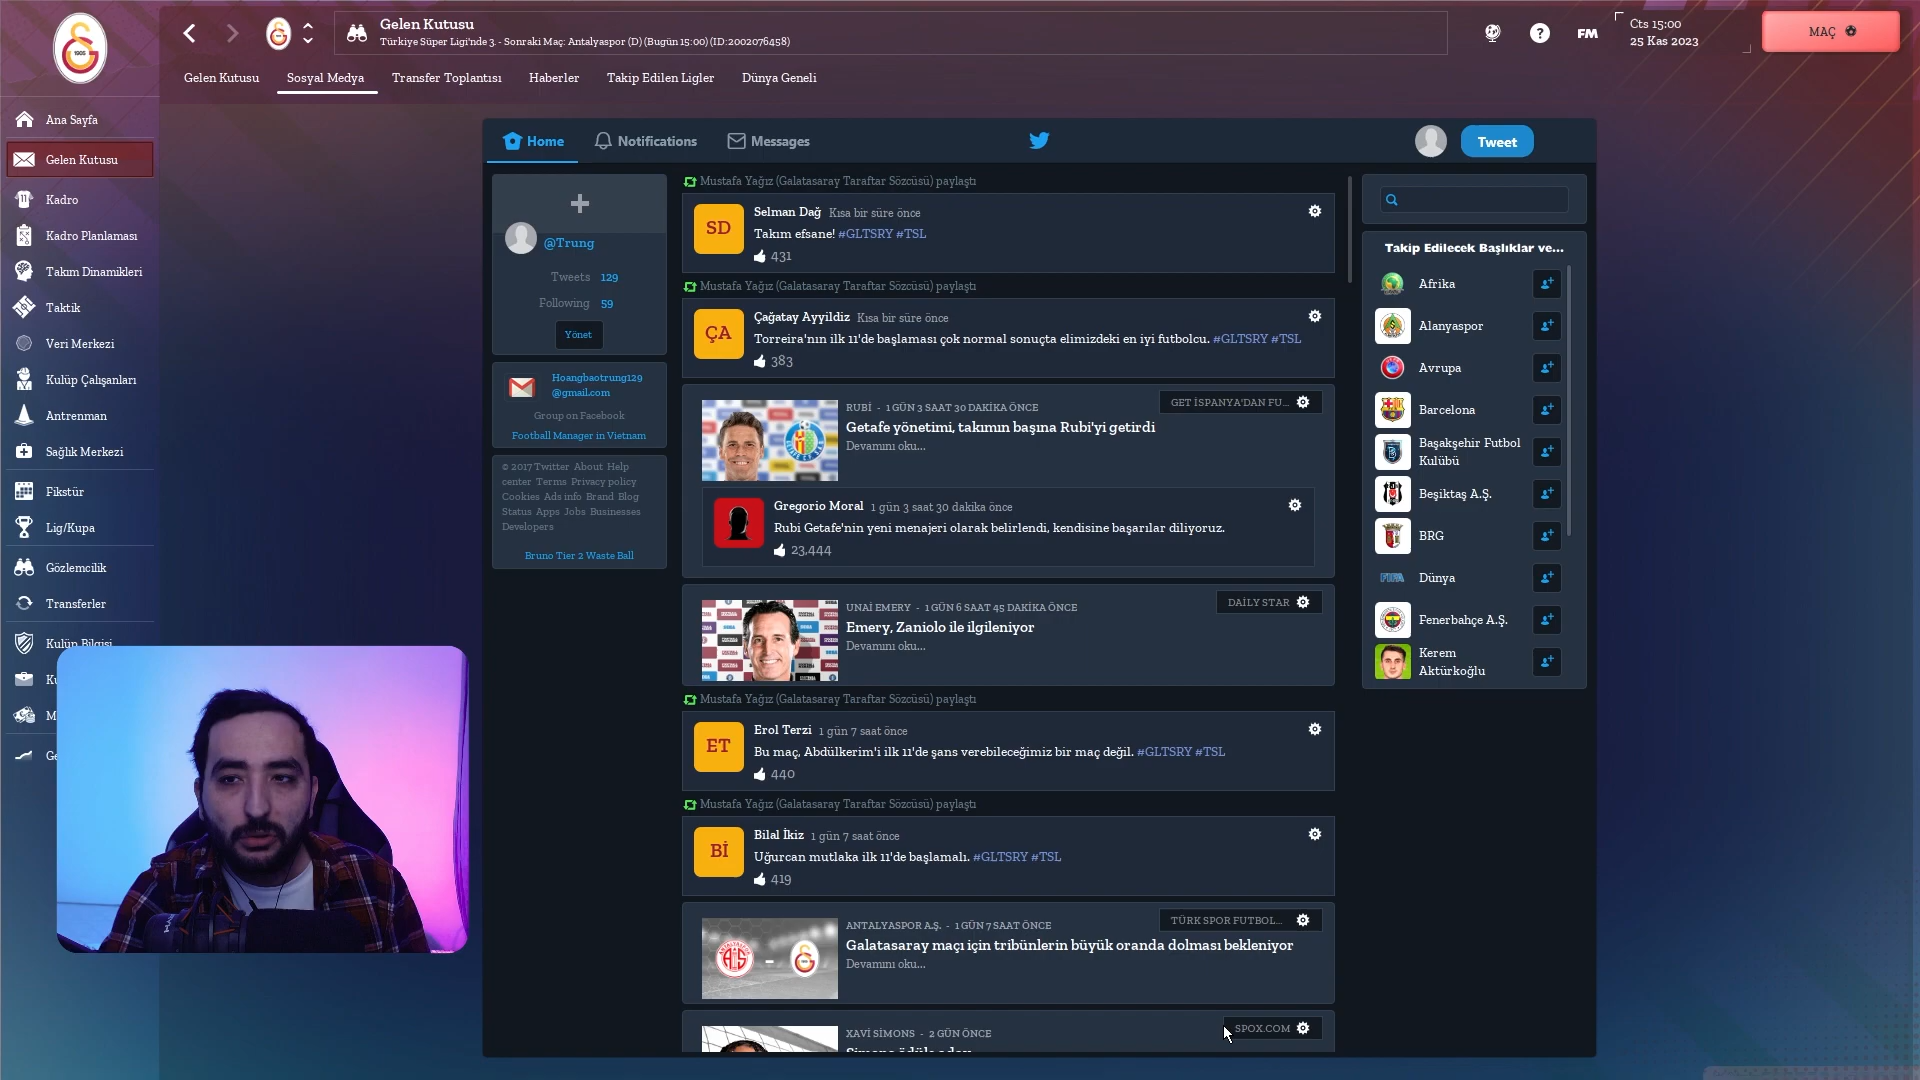 Gelen Kutusu
Türkiye Süper Ligi'nde 3. - Sonraki Maç: Antalyaspor (D) (Bugün 15:00) (ID:2002076458)
FM
Cts 15:00
25 Kas 2023
MAÇ
Gelen Kutusu
Sosyal Medya
Transfer Toplantısı
Haberler
Takip Edilen Ligler
Dünya Geneli
Ana Sayfa
Gelen Kutusu
Kadro
Kadro Planlaması
Takım Dinamikleri
Taktik
Veri Merkezi
Kulüp Çalışanları
Antrenman
Sağlık Merkezi
Fikstür
Lig/Kupa
Gözlemcilik
Transferler
Kulüp Bilgisi
Home
Notifications
Messages
Tweet
@Trung
Tweets 129
Following 59
Yönet
Hoangbaotrung129
@gmail.com
Group on Facebook
Football Manager in Vietnam
© 2017 Twitter About Help
center Terms Privacy policy
Cookies Ads info Brand Blog
Status Apps Jobs Businesses
Developers
Bruno Tier 2 Waste Ball
Mustafa Yağız (Galatasaray Taraftar Sözcüsü) paylaştı
SD
Selman Dağ Kısa bir süre önce
Takım efsane! #GLTSRY #TSL
431
Mustafa Yağız (Galatasaray Taraftar Sözcüsü) paylaştı
ÇA
Çağatay Ayyildiz Kısa bir süre önce
Torreira'nın ilk 11'de başlaması çok normal sonuçta elimizdeki en iyi futbolcu. #GLTSRY #TSL
383
RUBİ - 1 GÜN 3 SAAT 30 DAKİKA ÖNCE
GET İSPANYA'DAN FU...
Getafe yönetimi, takımın başına Rubi'yi getirdi
Devamını oku...
Gregorio Moral 1 gün 3 saat 30 dakika önce
Rubi Getafe'nin yeni menajeri olarak belirlendi, kendisine başarılar diliyoruz.
23,444
UNAİ EMERY - 1 GÜN 6 SAAT 45 DAKİKA ÖNCE
DAİLY STAR
Emery, Zaniolo ile ilgileniyor
Devamını oku...
Mustafa Yağız (Galatasaray Taraftar Sözcüsü) paylaştı
ET
Erol Terzi 1 gün 7 saat önce
Bu maç, Abdülkerim'i ilk 11'de şans verebileceğimiz bir maç değil. #GLTSRY #TSL
440
Mustafa Yağız (Galatasaray Taraftar Sözcüsü) paylaştı
Bİ
Bilal İkiz 1 gün 7 saat önce
Uğurcan mutlaka ilk 11'de başlamalı. #GLTSRY #TSL
419
ANTALYASPOR A.Ş. - 1 GÜN 7 SAAT ÖNCE
TÜRK SPOR FUTBOL...
Galatasaray maçı için tribünlerin büyük oranda dolması bekleniyor
Devamını oku...
XAVİ SİMONS - 2 GÜN ÖNCE
SPOX.COM
Takip Edilecek Başlıklar ve...
Afrika
Alanyaspor
Avrupa
Barcelona
Başakşehir Futbol
Kulübü
Beşiktaş A.Ş.
BRG
FIFA
Dünya
Fenerbahçe A.Ş.
Kerem
Aktürkoğlu